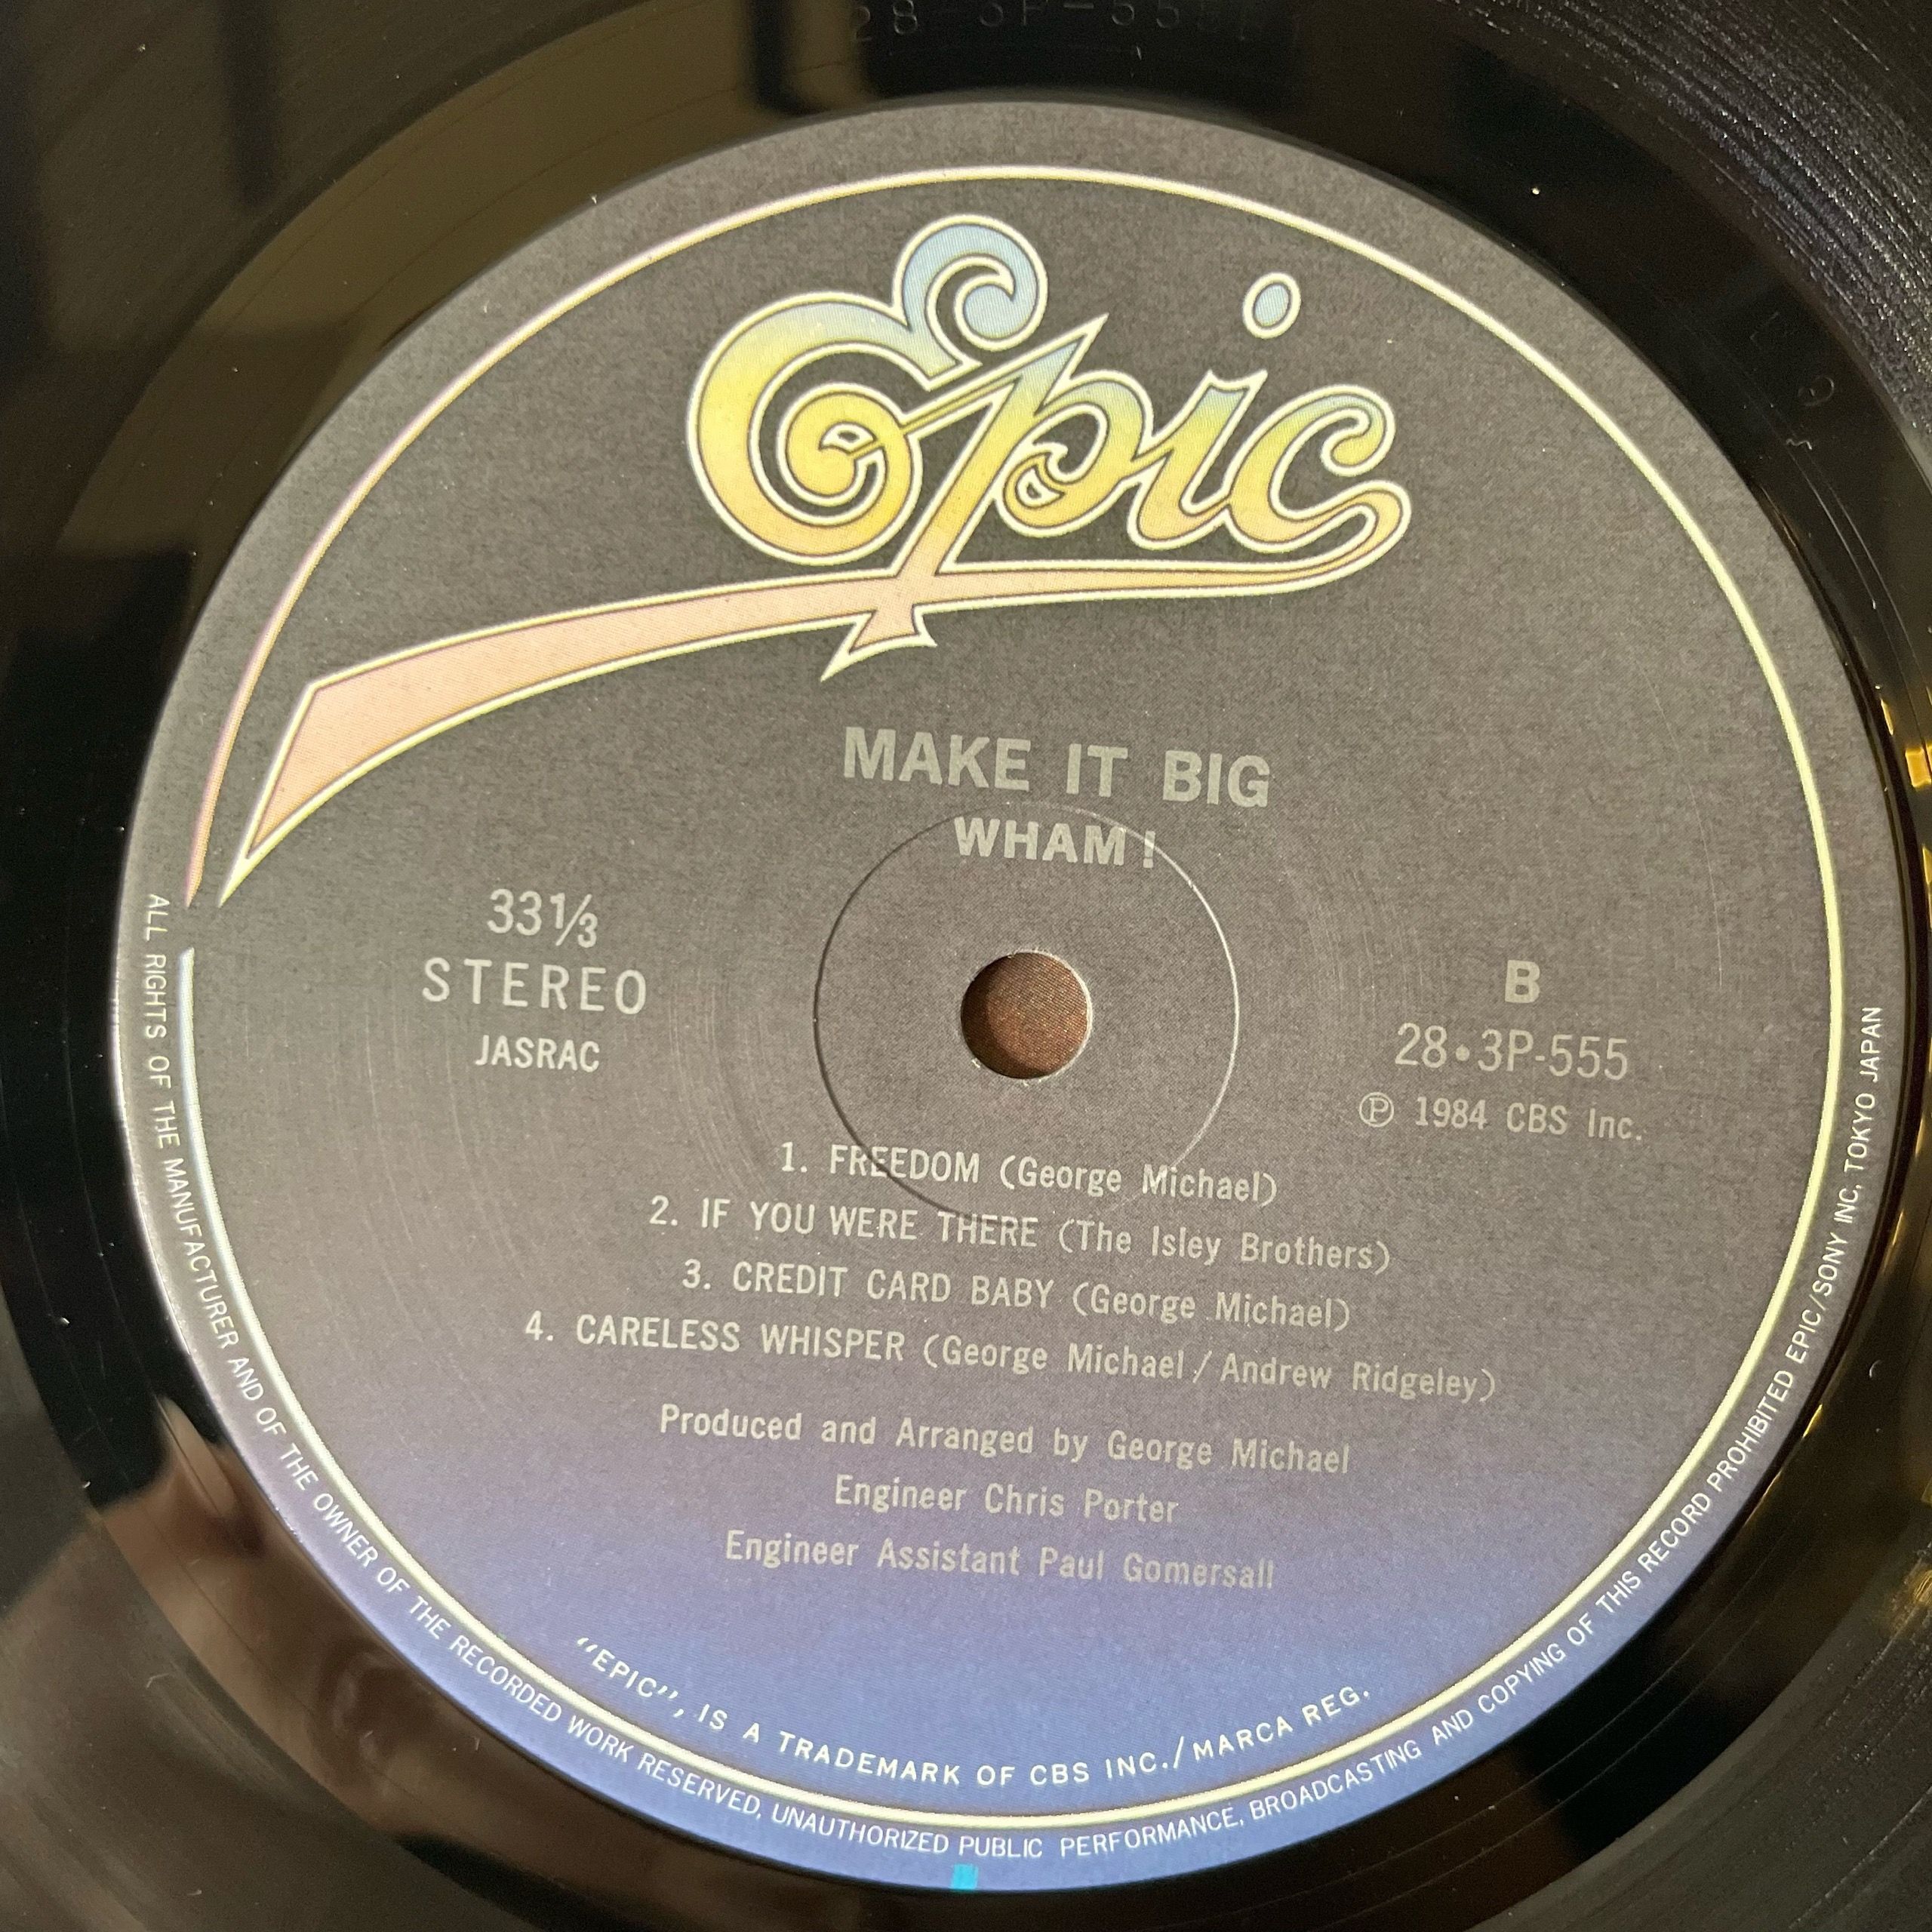 Epic
MAKE IT BIG
WHAM!
33⅓
STEREO
JASRAC
B
28•3P-555
Ⓟ 1984 CBS Inc.
1. FREEDOM (George Michael)
2. IF YOU WERE THERE (The Isley Brothers)
3. CREDIT CARD BABY (George Michael)
4. CARELESS WHISPER (George Michael / Andrew Ridgeley)
Produced and Arranged by George Michael
Engineer Chris Porter
Engineer Assistant Paul Gomersall
"EPIC", IS A TRADEMARK OF CBS INC./MARCA REG.
ALL RIGHTS OF THE MANUFACTURER AND OF THE OWNER OF THE RECORDED WORK RESERVED, UNAUTHORIZED PUBLIC PERFORMANCE, BROADCASTING AND COPYING OF THIS RECORD PROHIBITED EPIC/SONY INC, TOKYO JAPAN